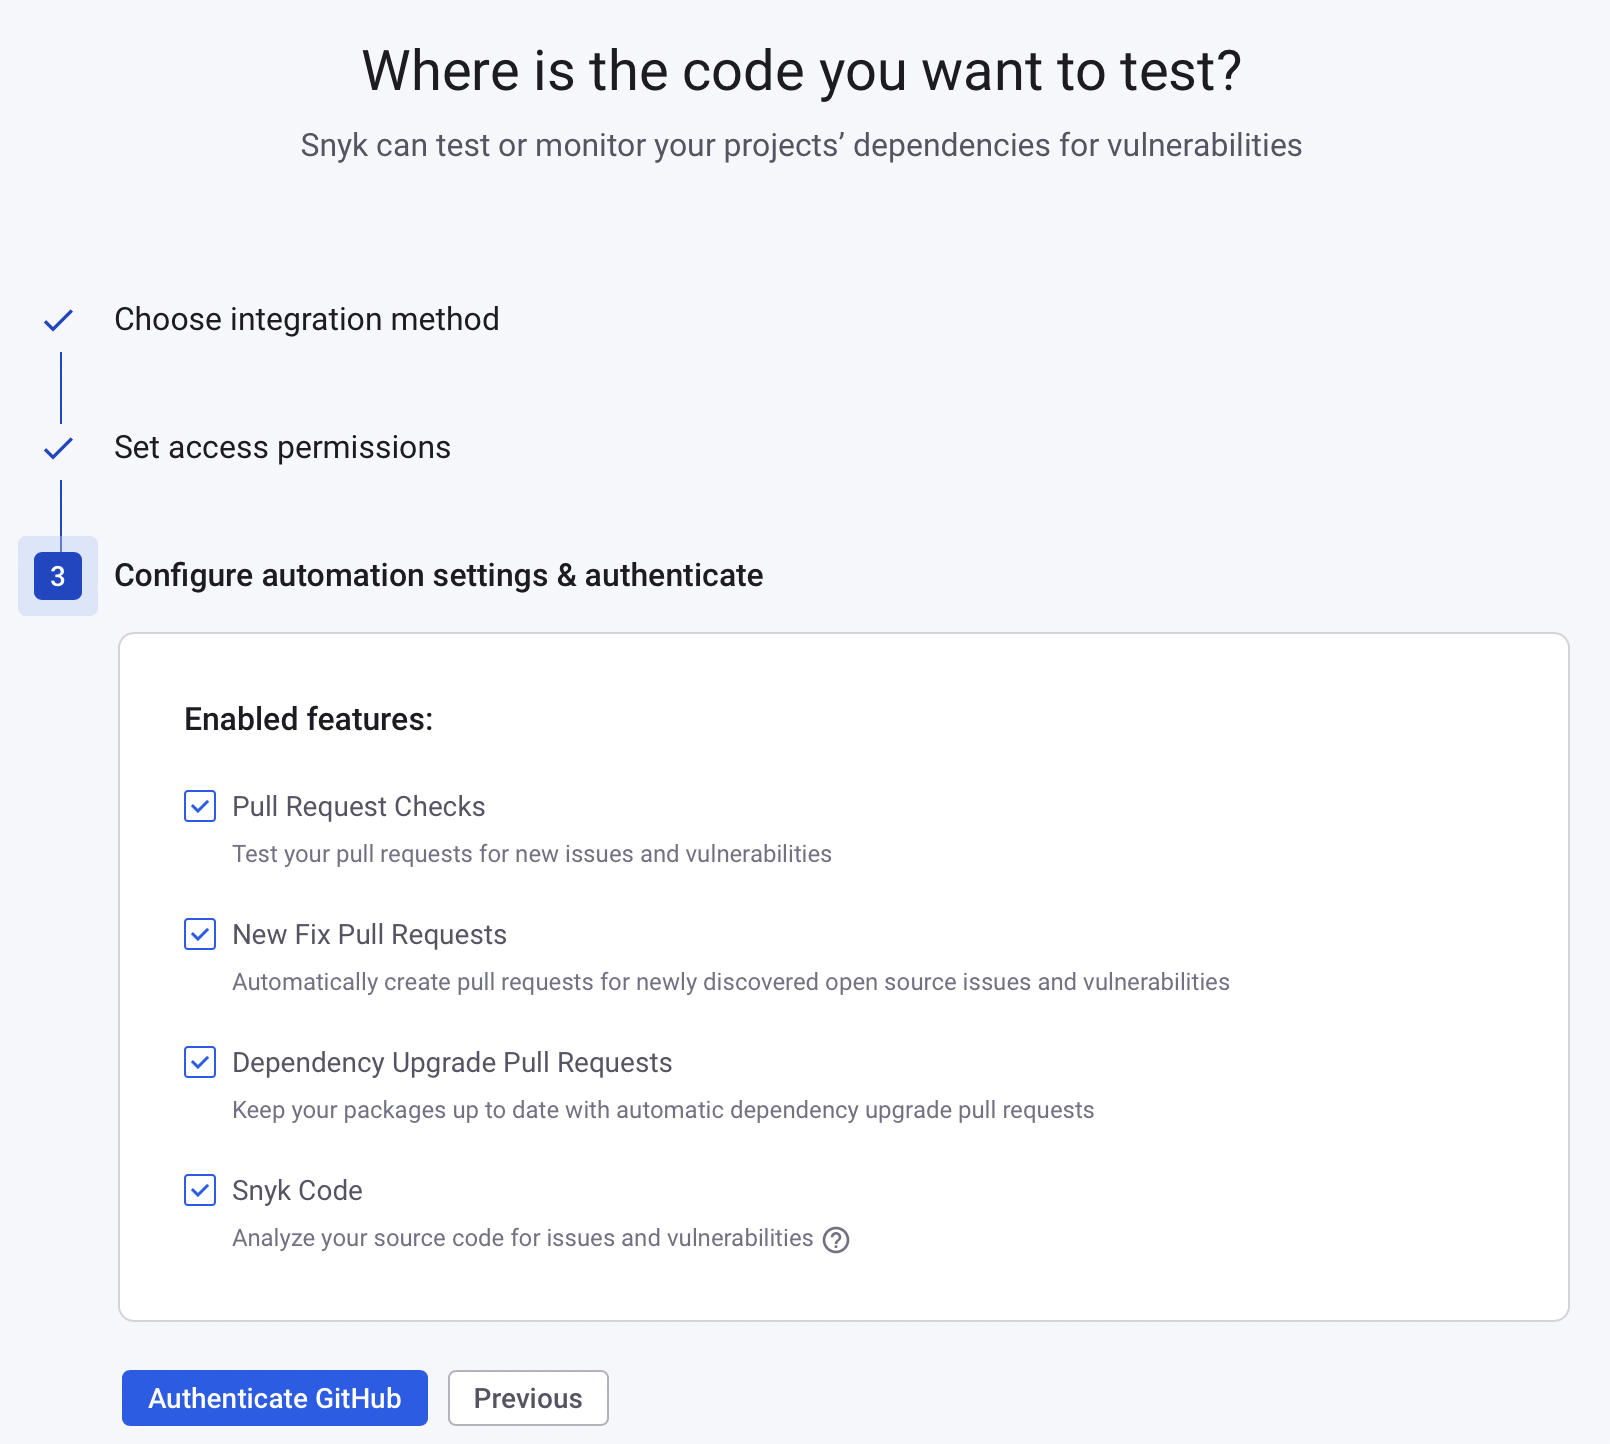 Where is the code you want to test?
Snyk can test or monitor your projects’ dependencies for vulnerabilities
Choose integration method
Set access permissions
3
Configure automation settings & authenticate
Enabled features:
Pull Request Checks
Test your pull requests for new issues and vulnerabilities
New Fix Pull Requests
Automatically create pull requests for newly discovered open source issues and vulnerabilities
Dependency Upgrade Pull Requests
Keep your packages up to date with automatic dependency upgrade pull requests
Snyk Code
Analyze your source code for issues and vulnerabilities ?
Authenticate GitHub
Previous